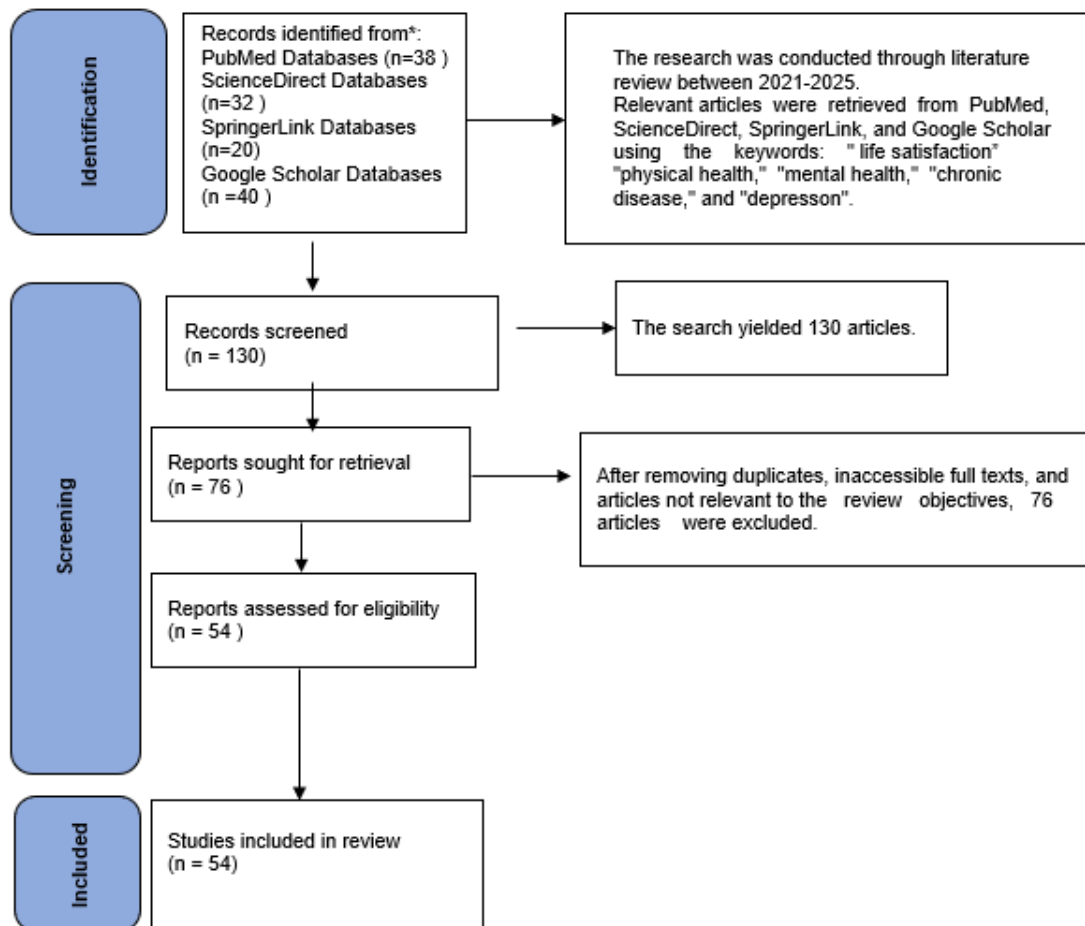 Identification
Records identified from*:
PubMed Databases (n=38 )
ScienceDirect Databases
(n=32 )
SpringerLink Databases
(n=20)
Google Scholar Databases
(n =40 )
The research was conducted through literature
review between 2021-2025.
Relevant articles were retrieved from PubMed,
ScienceDirect, SpringerLink, and Google Scholar
using the keywords: " life satisfaction"
"physical health," "mental health," "chronic
disease," and "depresson".
Screening
Records screened
(n = 130)
The search yielded 130 articles.
Reports sought for retrieval
(n = 76 )
After removing duplicates, inaccessible full texts, and
articles not relevant to the review objectives, 76
articles were excluded.
Reports assessed for eligibility
(n = 54 )
Included
Studies included in review
(n = 54)